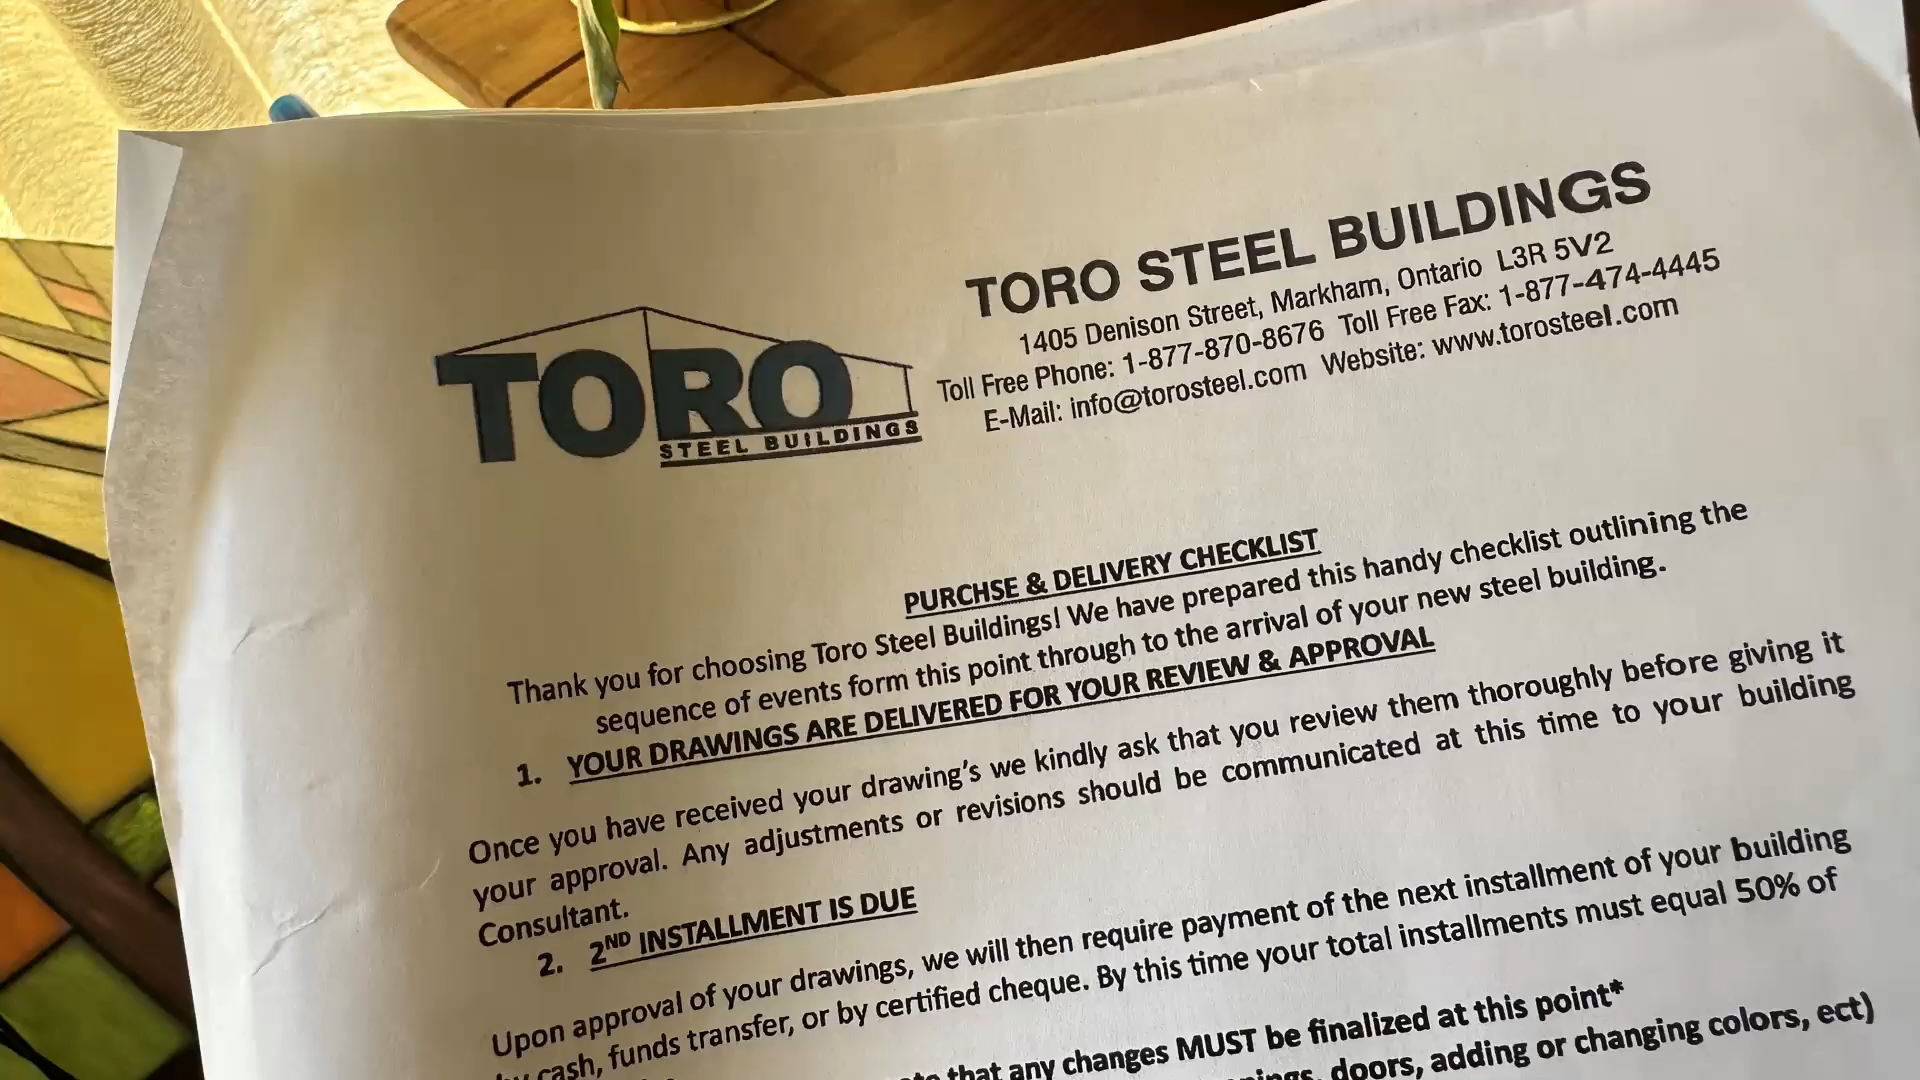 TORO
STEEL BUILDINGS
TORO STEEL BUILDINGS
1405 Denison Street, Markham, Ontario L3R 5V2
Toll Free Phone: 1-877-870-8676 Toll Free Fax: 1-877-474-4445
E-Mail: info@torosteel.com Website: www.torosteel.com
PURCHSE & DELIVERY CHECKLIST
Thank you for choosing Toro Steel Buildings! We have prepared this handy checklist outlining the
sequence of events form this point through to the arrival of your new steel building.
1. YOUR DRAWINGS ARE DELIVERED FOR YOUR REVIEW & APPROVAL
Once you have received your drawing's we kindly ask that you review them thoroughly before giving it
your approval. Any adjustments or revisions should be communicated at this time to your building
Consultant.
2. 2ND INSTALLMENT IS DUE
Upon approval of your drawings, we will then require payment of the next installment of your building
by cash, funds transfer, or by certified cheque. By this time your total installments must equal 50% of
that any changes MUST be finalized at this point*
doors, adding or changing colors, ect)